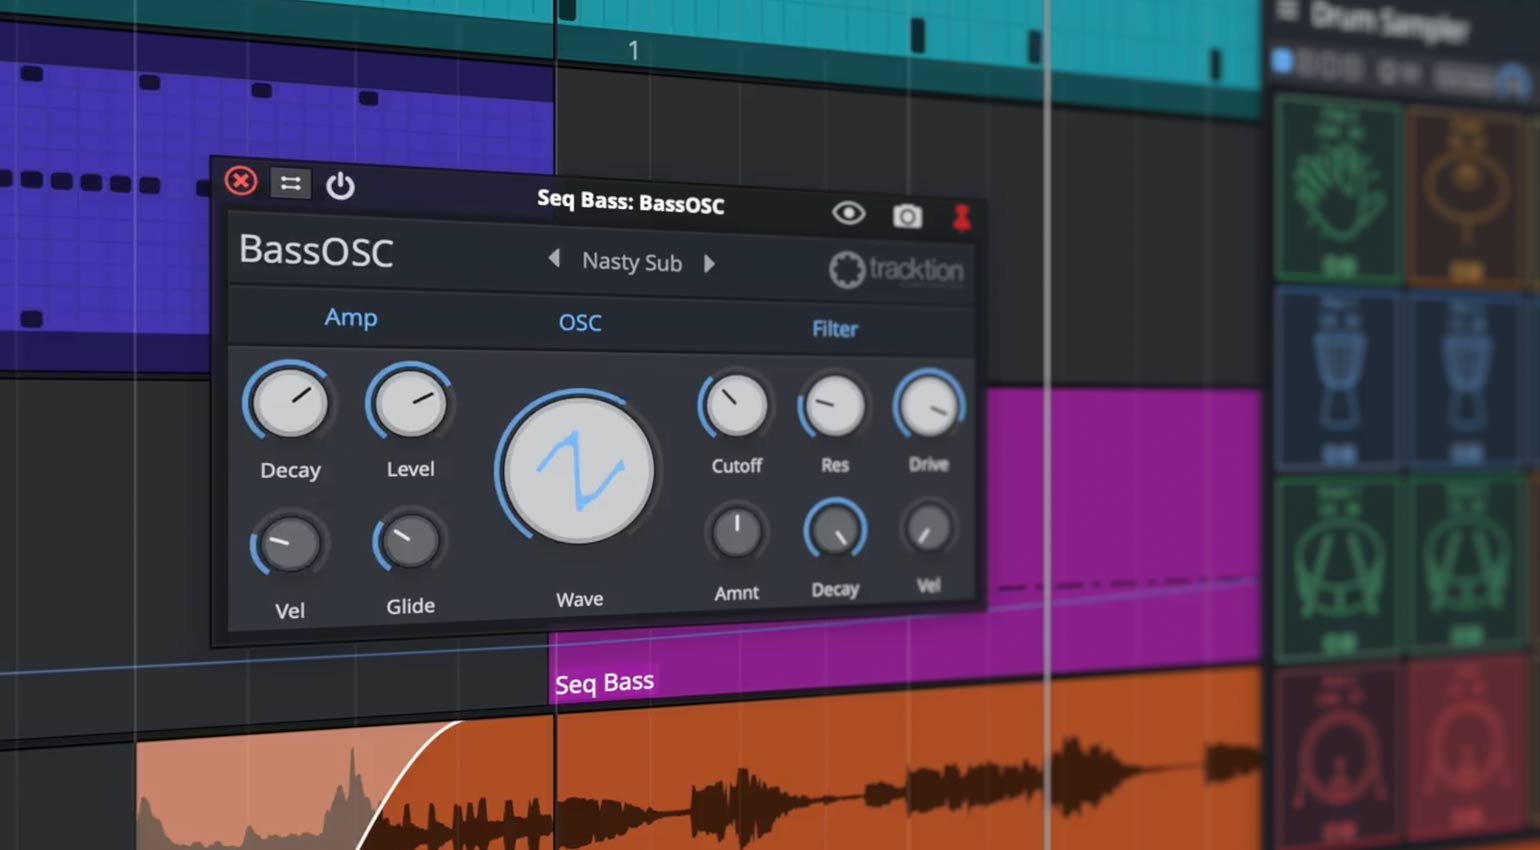 1
Drum Sampler
Seq Bass: BassOSC
BassOSC
Nasty Sub
tracktion
Amp
OSC
Filter
Decay
Level
Cutoff
Res
Drive
Vel
Glide
Wave
Amnt
Decay
Vel
Seq Bass